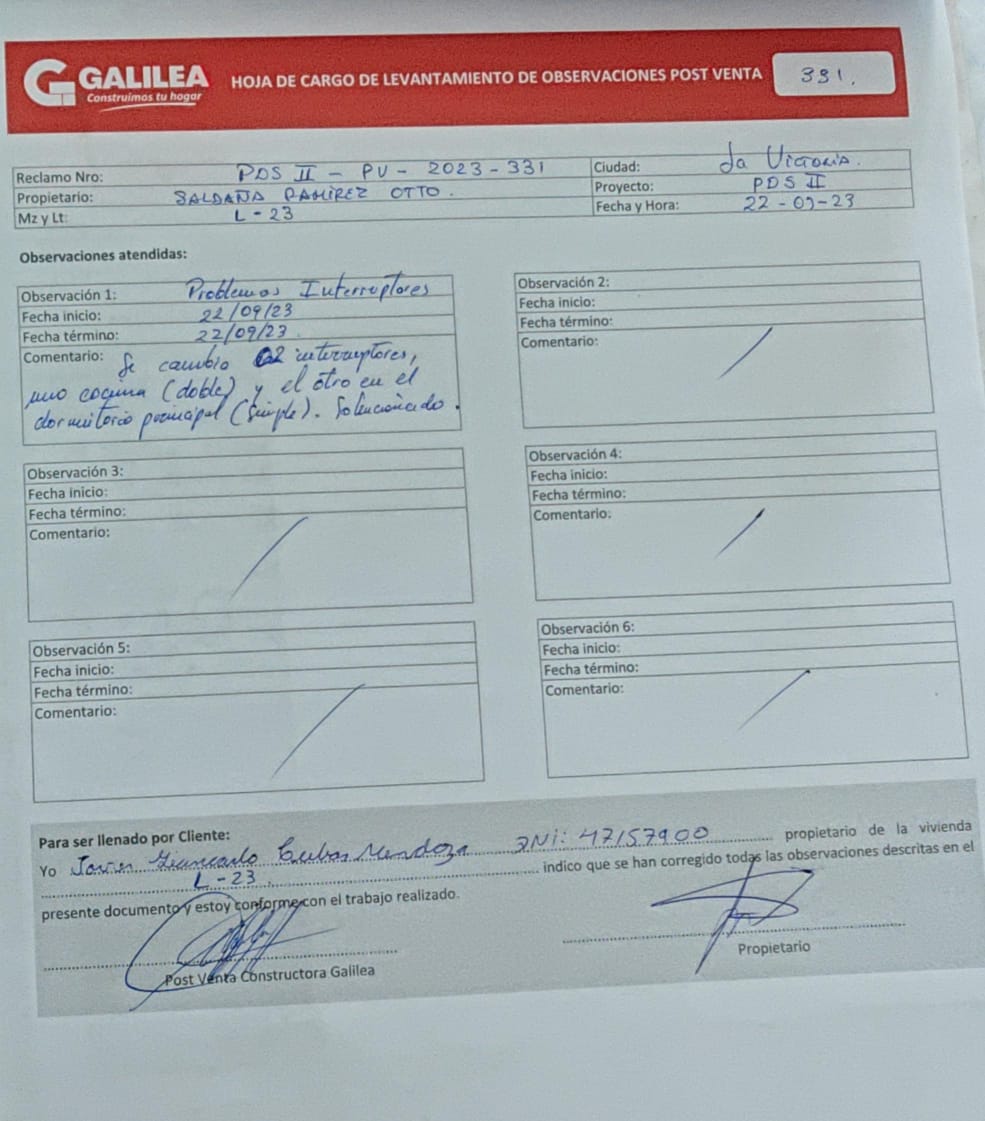 GALILEA
Construimos tu hogar
HOJA DE CARGO DE LEVANTAMIENTO DE OBSERVACIONES POST VENTA
331.
Reclamo Nro: PDS II - PV - 2023-331
Ciudad: La Victoria.
Propietario: SALDAÑA RAMÍREZ OTTO.
Proyecto: PDS II
Mz y Lt: L-23
Fecha y Hora: 22-09-23
Observaciones atendidas:
Observación 1: Problemas Interruptores
Fecha inicio: 22/09/23
Fecha término: 22/09/23.
Comentario: Se cambio 02 interruptores,
uno cocina (doble) y el otro en el
dormitorio principal (simple). Solucionado.
Observación 2:
Fecha inicio:
Fecha término:
Comentario:
Observación 3:
Fecha inicio:
Fecha término:
Comentario:
Observación 4:
Fecha inicio:
Fecha término:
Comentario:
Observación 5:
Fecha inicio:
Fecha término:
Comentario:
Observación 6:
Fecha inicio:
Fecha término:
Comentario:
Para ser llenado por Cliente:
Yo Javier Giancarlo Cubas Mendoza DNI: 47157900 propietario de la vivienda
L-23. indico que se han corregido todas las observaciones descritas en el
presente documento y estoy conforme con el trabajo realizado.
Post Venta Constructora Galilea
Propietario